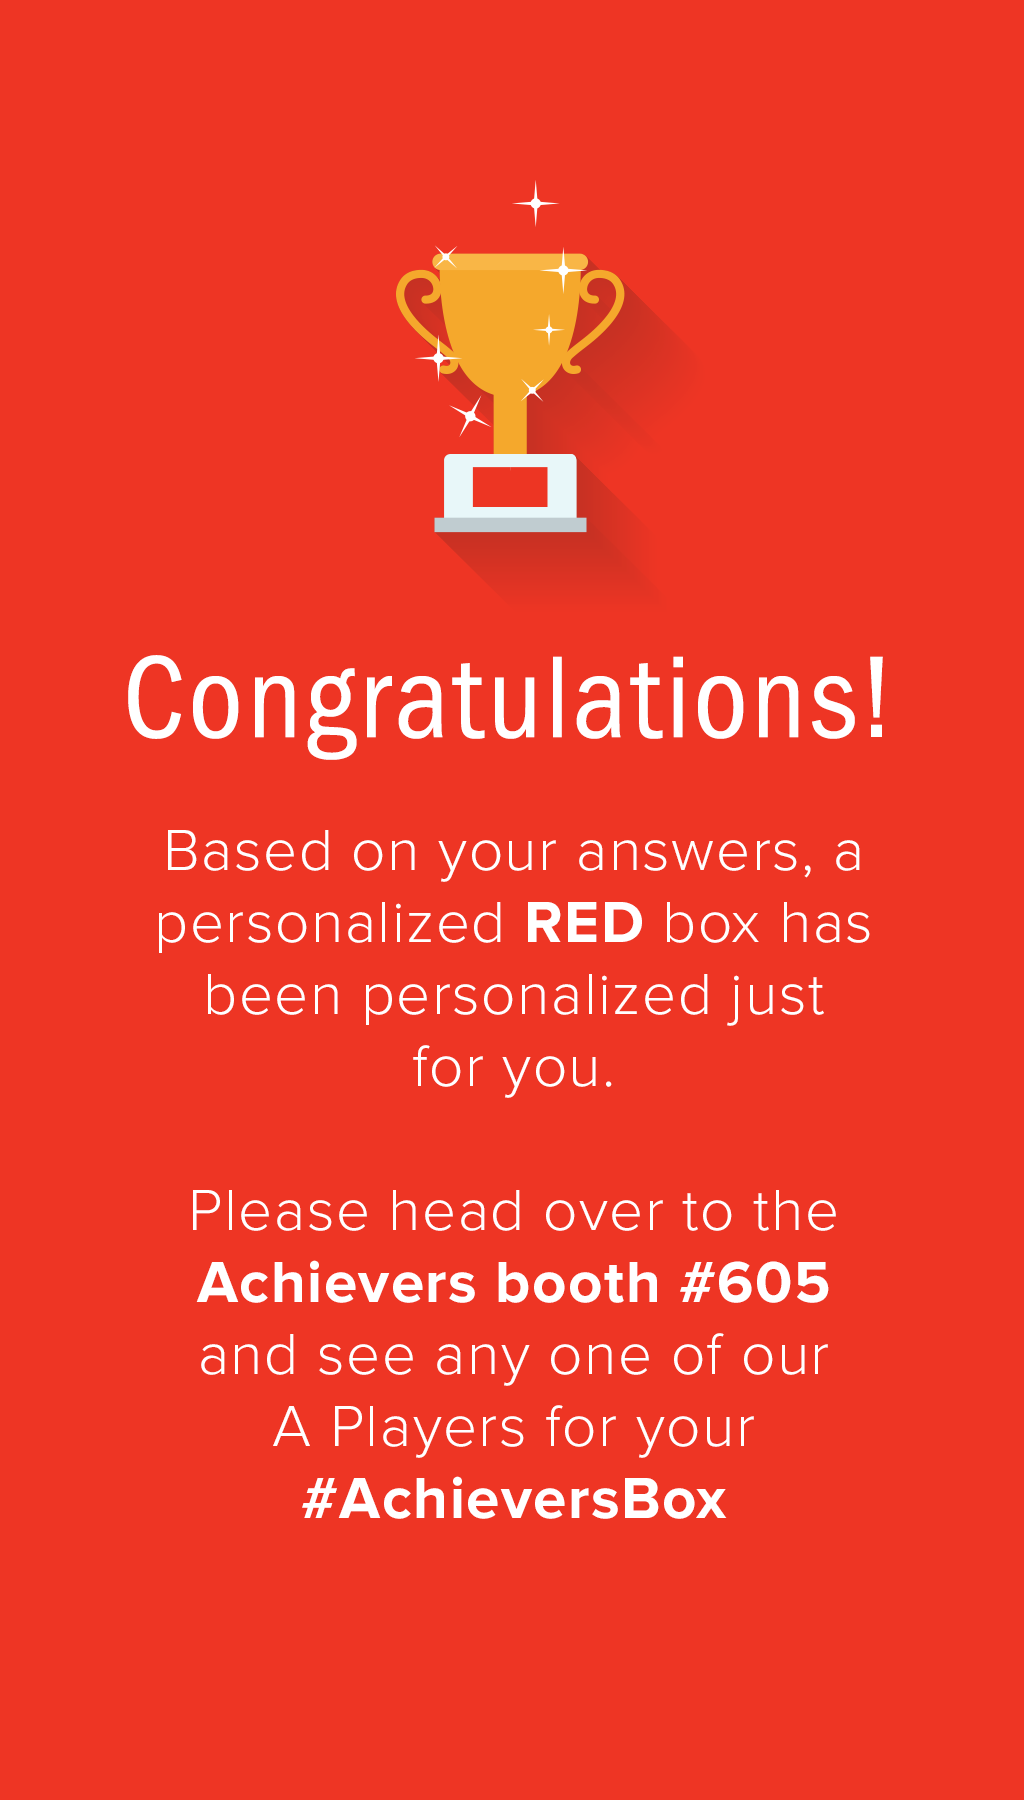 Congratulations!
Based on your answers, a
personalized RED box has
been personalized just
for you.
Please head over to the
Achievers booth #605
and see any one of our
A Players for your
#AchieversBox